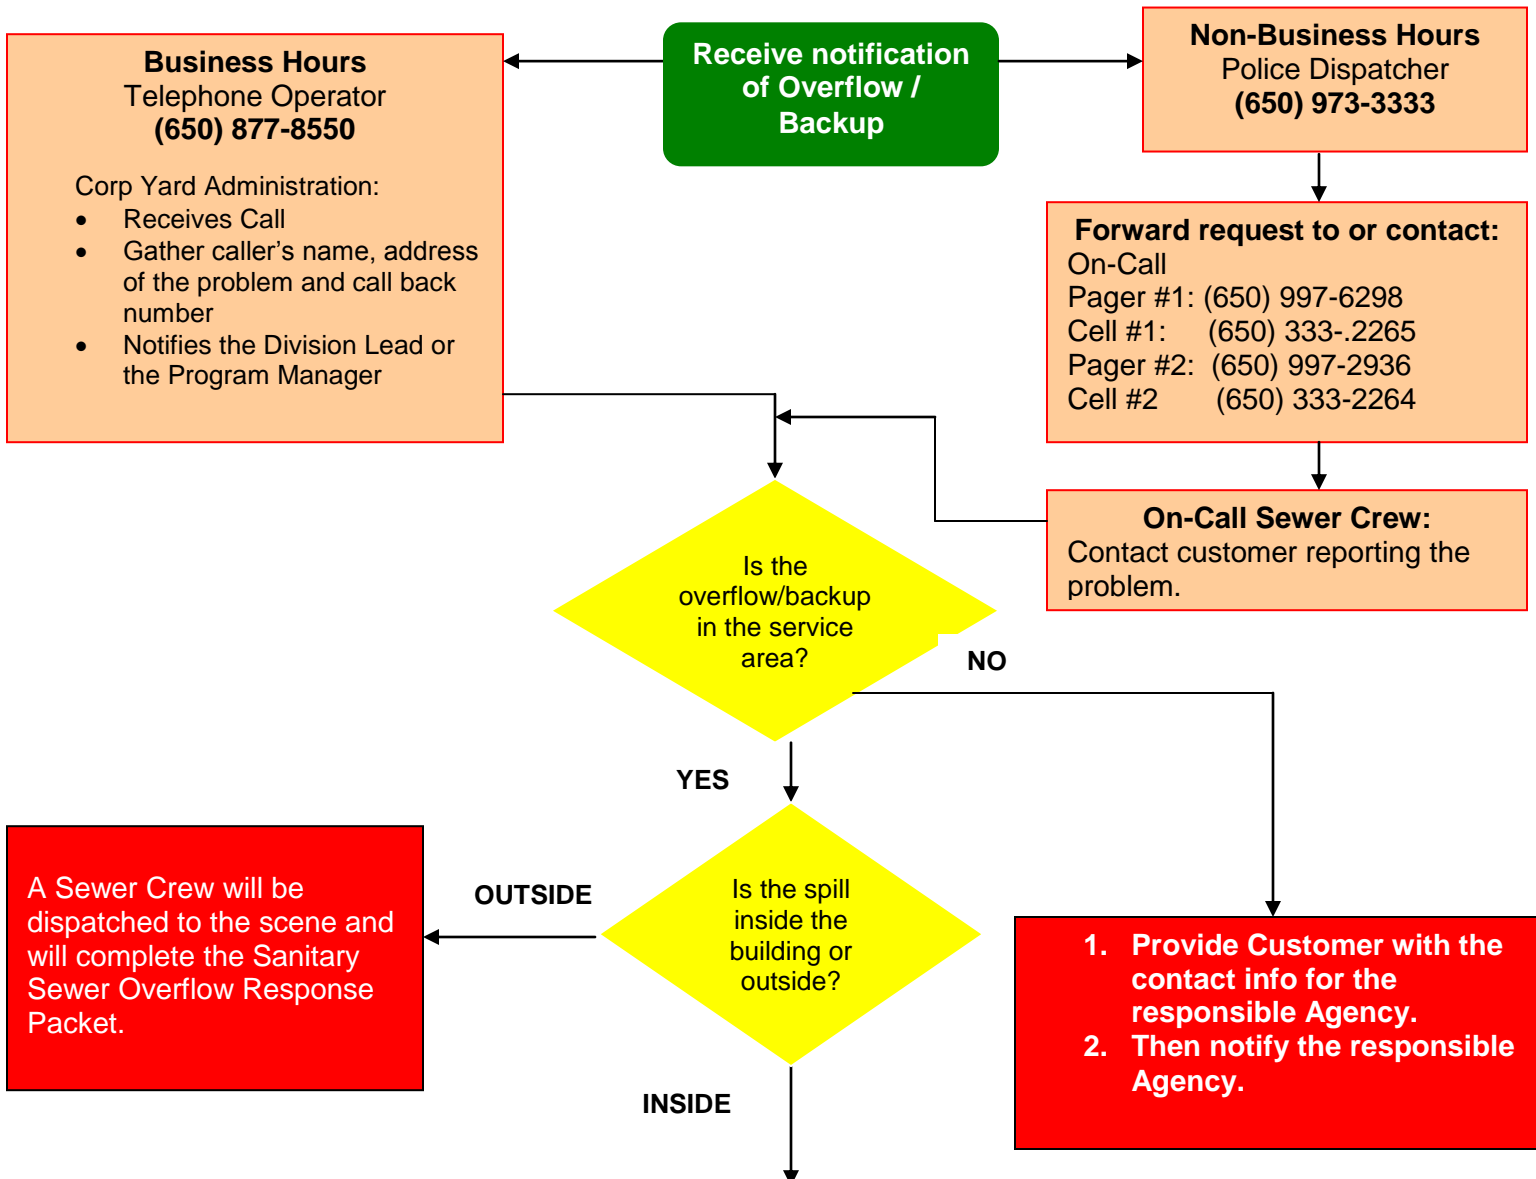 Receive notification
of Overflow /
Backup
Business Hours
Telephone Operator
(650) 877-8550
Corp Yard Administration:
• Receives Call
• Gather caller's name, address
of the problem and call back
number
• Notifies the Division Lead or
the Program Manager
Non-Business Hours
Police Dispatcher
(650) 973-3333
Forward request to or contact:
On-Call
Pager #1: (650) 997-6298
Cell #1: (650) 333-.2265
Pager #2: (650) 997-2936
Cell #2 (650) 333-2264
On-Call Sewer Crew:
Contact customer reporting the
problem.
Is the
overflow/backup
in the service
area?
NO
YES
Is the spill
inside the
building or
outside?
OUTSIDE
A Sewer Crew will be
dispatched to the scene and
will complete the Sanitary
Sewer Overflow Response
Packet.
1. Provide Customer with the
contact info for the
responsible Agency.
2. Then notify the responsible
Agency.
INSIDE